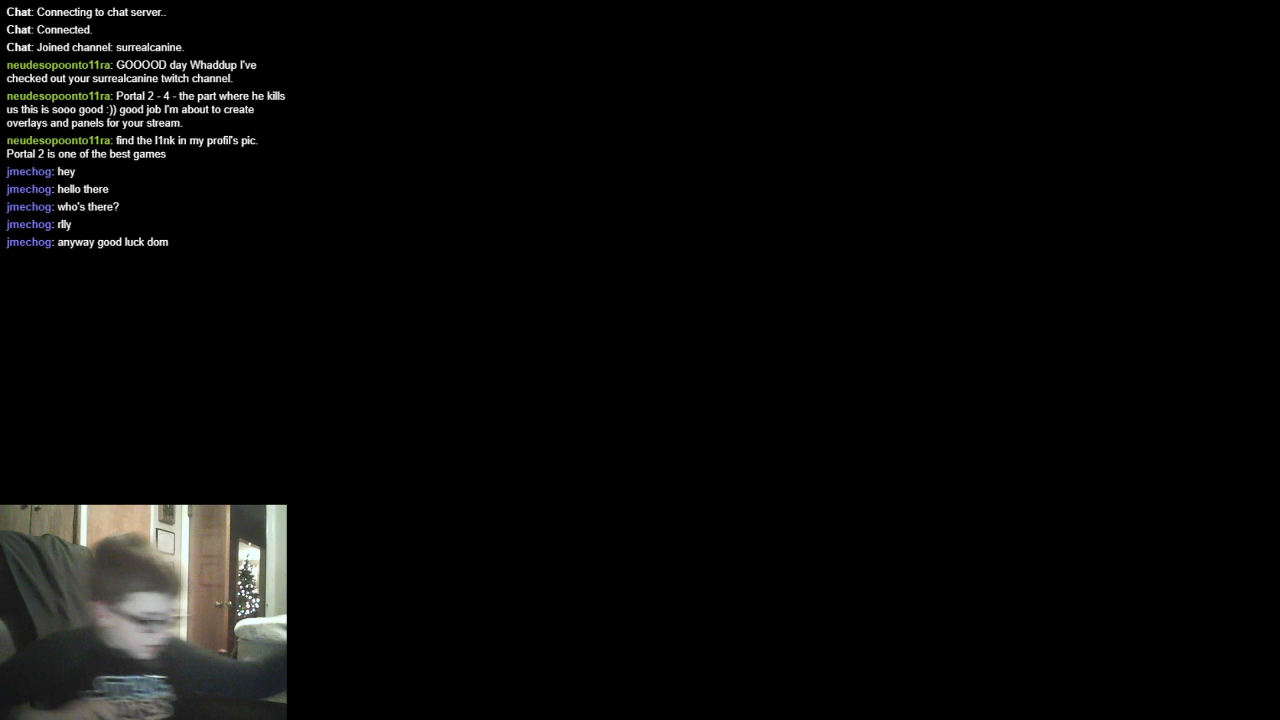 Chat: Connecting to chat server..
Chat: Connected.
Chat: Joined channel: surrealcanine.
neudesopoonto11ra: GOOOOD day Whaddup I've
checked out your surrealcanine twitch channel.
neudesopoonto11ra: Portal 2 - 4 - the part where he kills
us this is sooo good :)) good job I'm about to create
overlays and panels for your stream.
neudesopoonto11ra: find the l1nk in my profil's pic.
Portal 2 is one of the best games
jmechog: hey
jmechog: hello there
jmechog: who's there?
jmechog: rlly
jmechog: anyway good luck dom